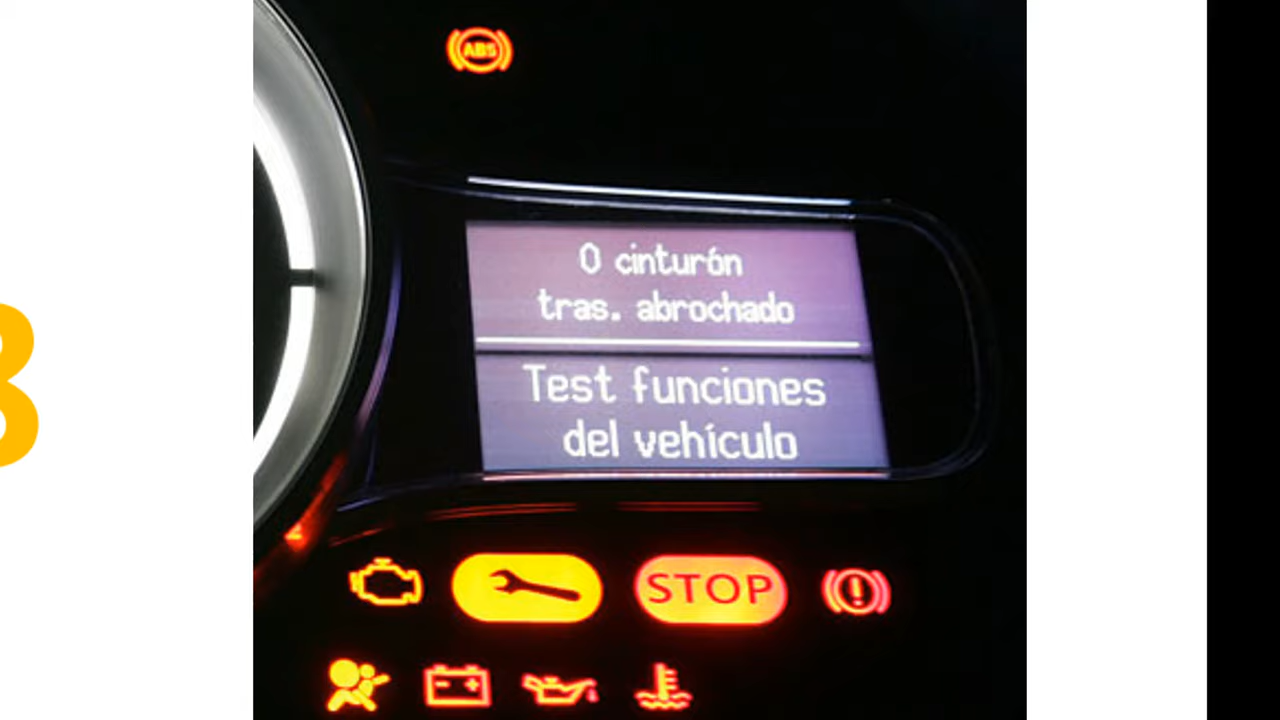 ABS
0 cinturón
tras. abrochado
Test funciones
del vehículo
STOP